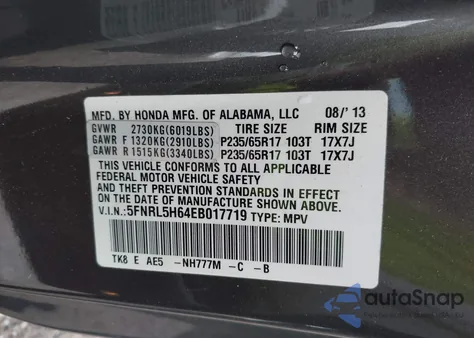 MFD. BY HONDA MFG. OF ALABAMA, LLC 08/'13
GVWR 2730KG(6019LBS) TIRE SIZE RIM SIZE
GAWR F 1320KG(2910LBS) P235/65R17 103T 17X7J
GAWR R 1515KG(3340LBS) P235/65R17 103T 17X7J
THIS VEHICLE CONFORMS TO ALL APPLICABLE
FEDERAL MOTOR VEHICLE SAFETY STANDARDS IN EFFECT
ON THE DATE OF MANUFACTURE SHOWN ABOVE.
V.I.N.: 5FNRL5H64EB017719 TYPE: MPV
TK8 E AE5 -NH777M -C -B
autoSnap